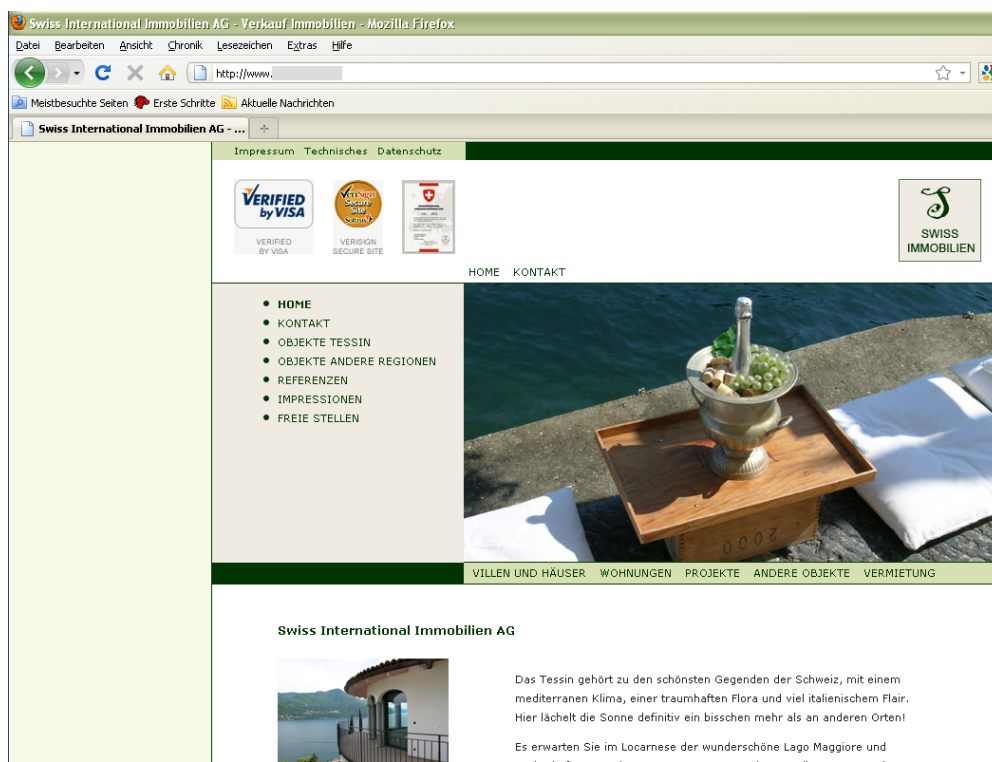 Swiss International Immobilien AG - Verkauf Immobilien - Mozilla Firefox
Datei Bearbeiten Ansicht Chronik Lesezeichen Extras Hilfe
http://www.
Meistbesuchte Seiten Erste Schritte Aktuelle Nachrichten
Swiss International Immobilien AG - ...
Impressum Technisches Datenschutz
VERIFIED by VISA
VeriSign Secure Site
VERIFIED BY VISA
VERISIGN SECURE SITE
SWISS
IMMOBILIEN
HOME KONTAKT
HOME
KONTAKT
OBJEKTE TESSIN
OBJEKTE ANDERE REGIONEN
REFERENZEN
IMPRESSIONEN
FREIE STELLEN
2000
VILLEN UND HÄUSER WOHNUNGEN PROJEKTE ANDERE OBJEKTE VERMIETUNG
Swiss International Immobilien AG
Das Tessin gehört zu den schönsten Gegenden der Schweiz, mit einem
mediterranen Klima, einer traumhaften Flora und viel italienischem Flair.
Hier lächelt die Sonne definitiv ein bisschen mehr als an anderen Orten!
Es erwarten Sie im Locarnese der wunderschöne Lago Maggiore und